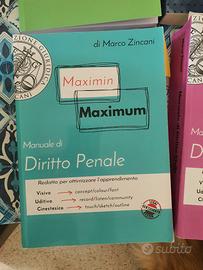 di Marco Zincani
Maximin
Maximum
Manuale di
Diritto Penale
Redatto per ottimizzare l'apprendimento
Visivo → concept/colour/font
Uditivo → record/listen/community
Cinestesico → touch/sketch/outline
D
subito